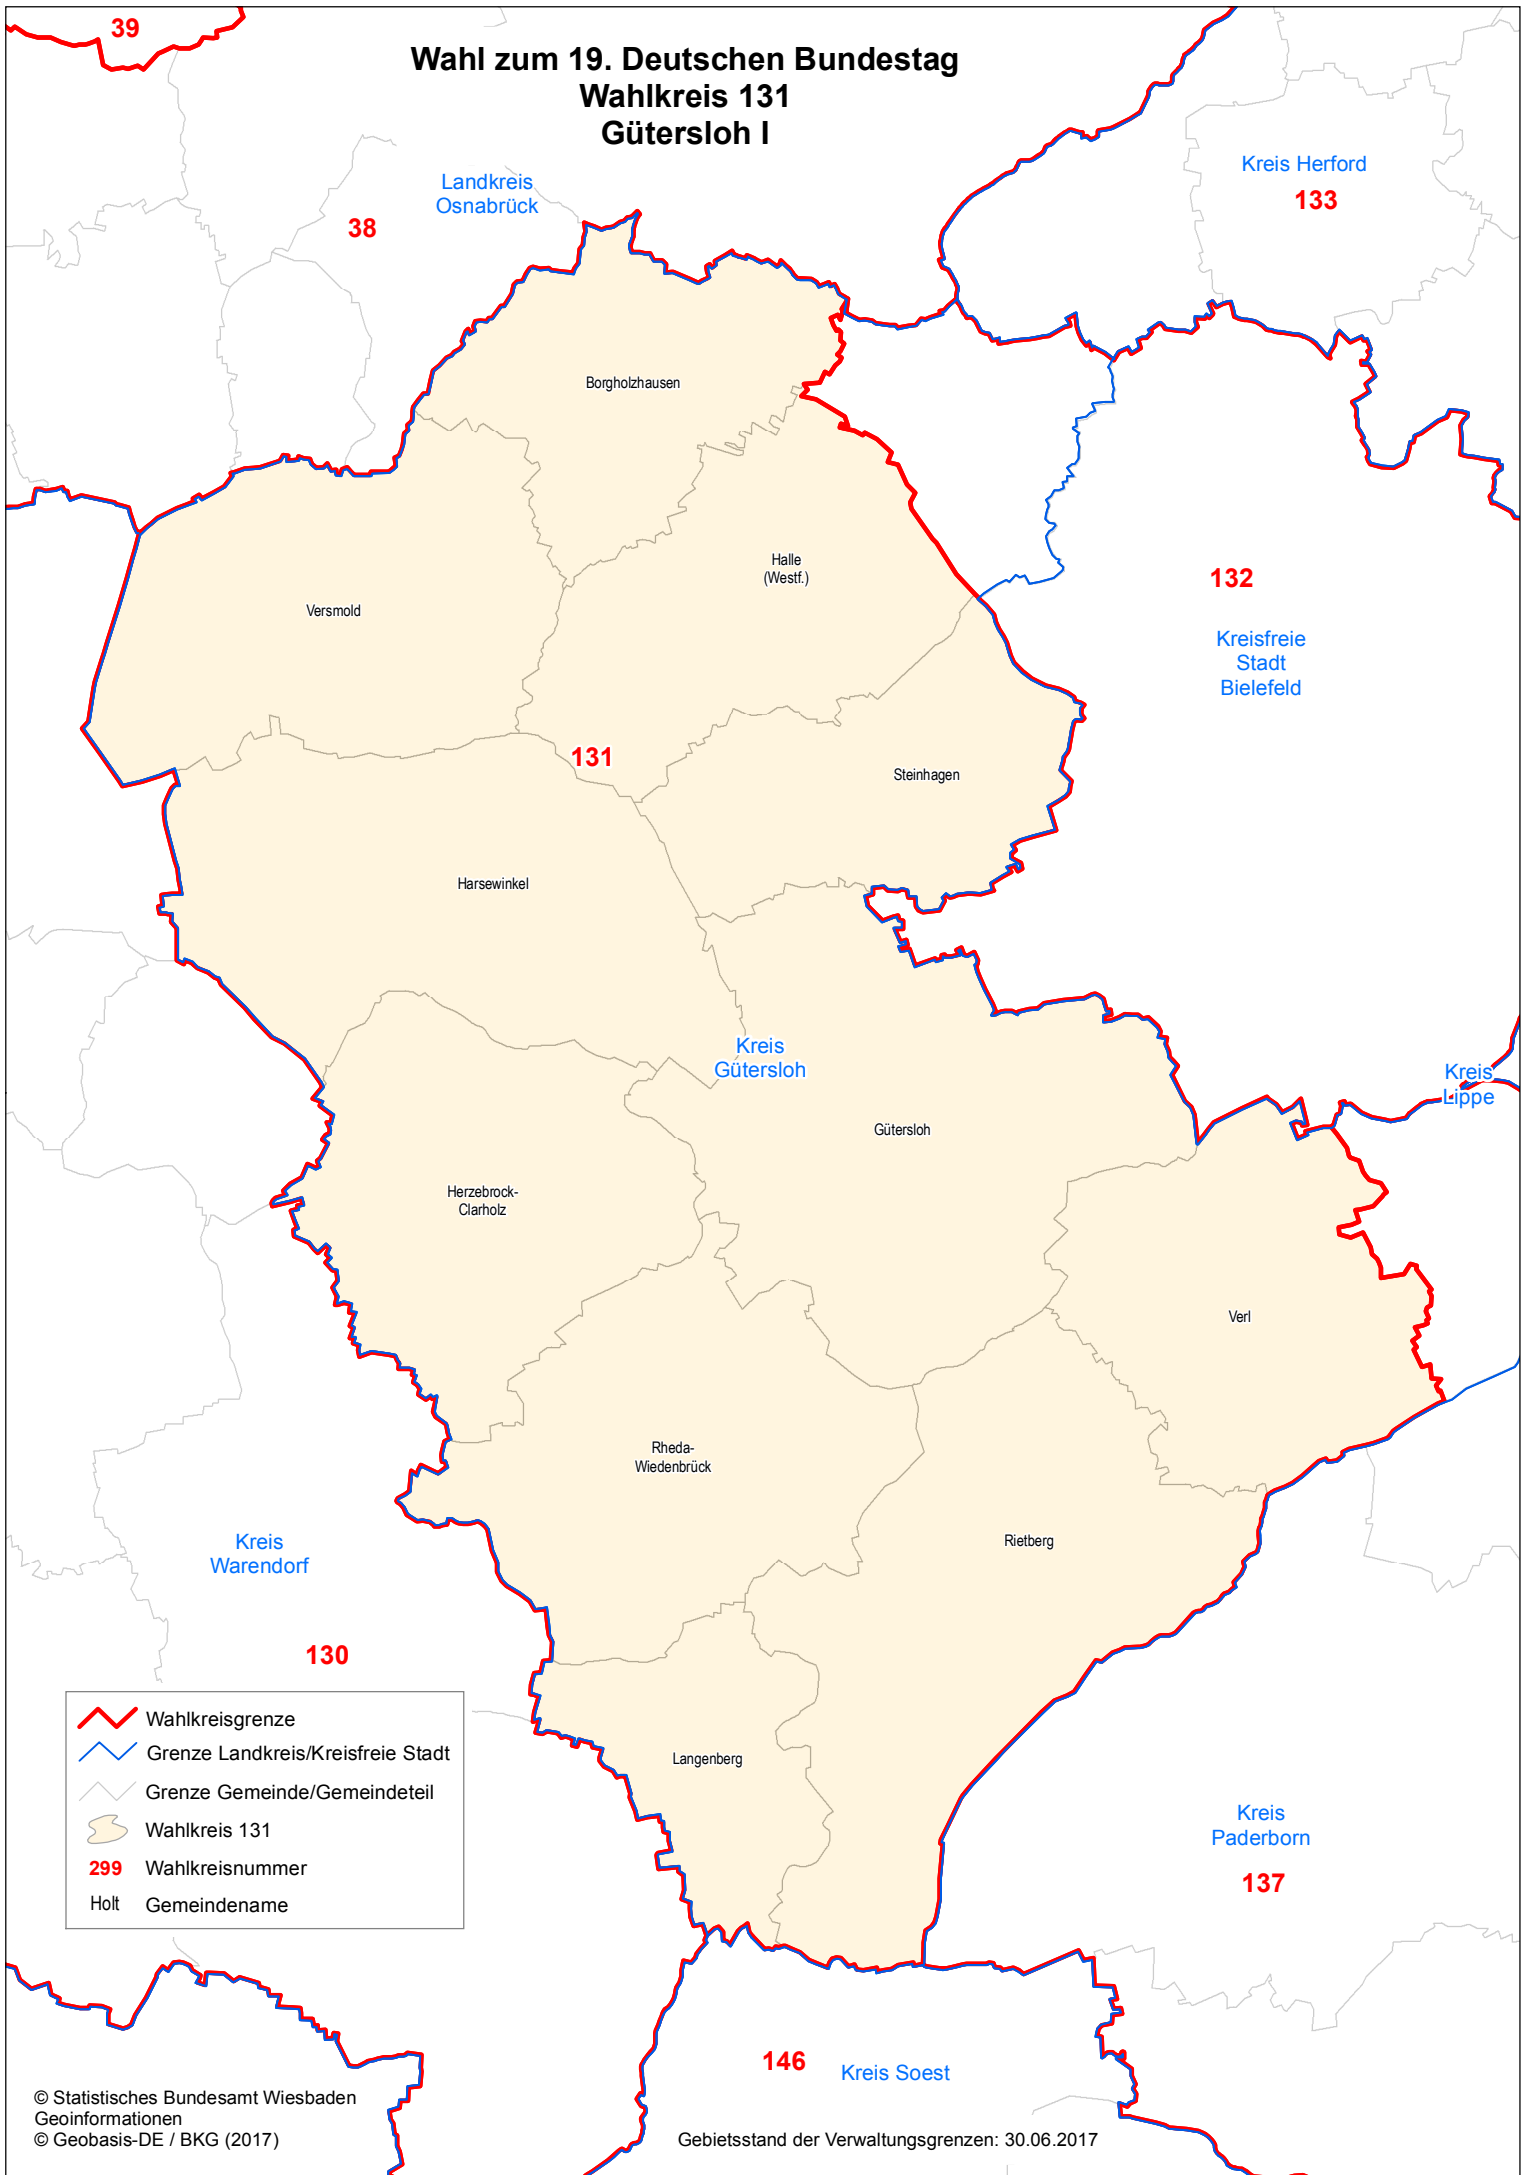 39
Wahl zum 19. Deutschen Bundestag
Wahlkreis 131
Gütersloh I
Kreis Herford
133
Landkreis
Osnabrück
38
Borgholzhausen
Halle
(Westf.)
132
Versmold
Kreisfreie
Stadt
Bielefeld
131
Steinhagen
Harsewinkel
Kreis
Gütersloh
Kreis
Lippe
Gütersloh
Herzebrock-
Clarholz
Verl
Rheda-
Wiedenbrück
Rietberg
Kreis
Warendorf
130
Wahlkreisgrenze
Grenze Landkreis/Kreisfreie Stadt
Grenze Gemeinde/Gemeindeteil
Wahlkreis 131
299 Wahlkreisnummer
Holt Gemeindename
Langenberg
Kreis
Paderborn
137
146
Kreis Soest
© Statistisches Bundesamt Wiesbaden
Geoinformationen
© Geobasis-DE / BKG (2017)
Gebietsstand der Verwaltungsgrenzen: 30.06.2017